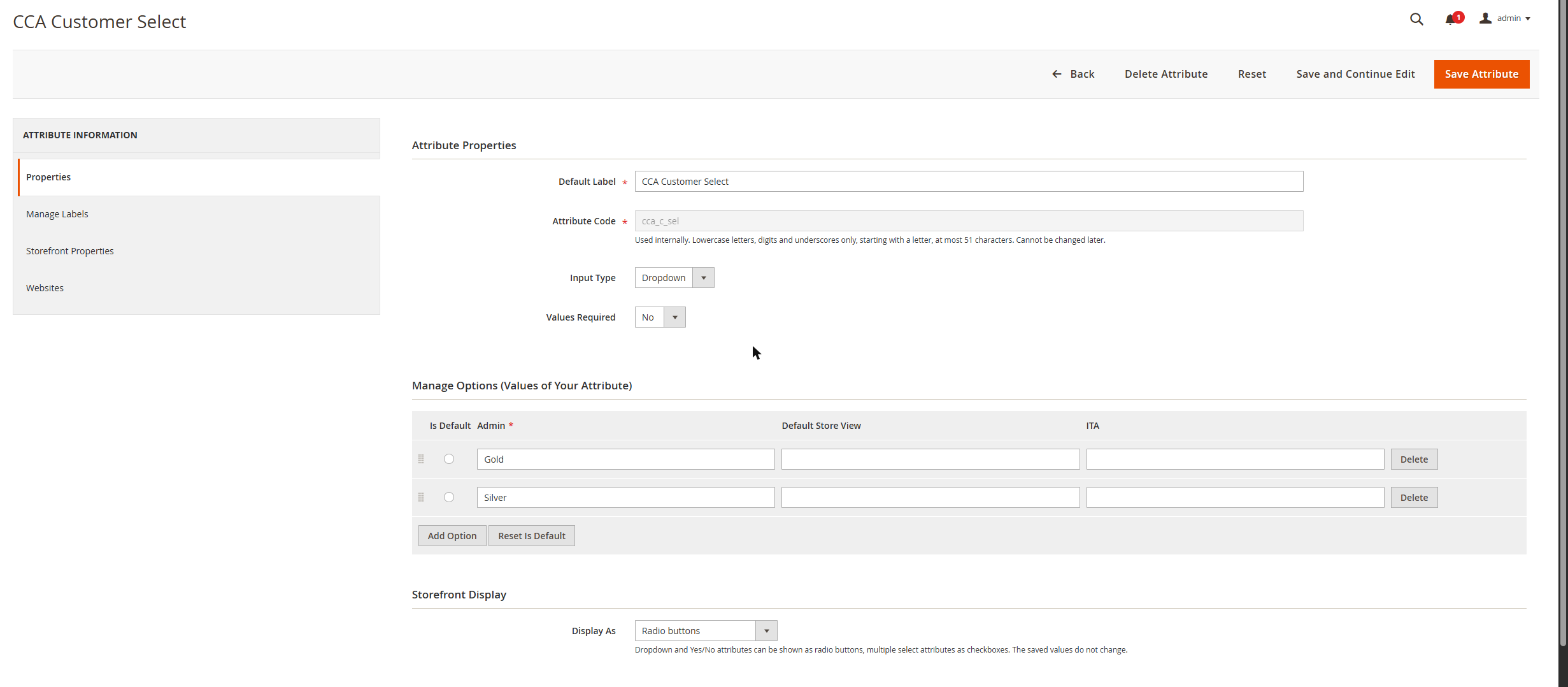 CCA Customer Select
1
admin
Back
Delete Attribute
Reset
Save and Continue Edit
Save Attribute
ATTRIBUTE INFORMATION
Properties
Manage Labels
Storefront Properties
Websites
Attribute Properties
Default Label * CCA Customer Select
Attribute Code * cca_c_sel
Used internally. Lowercase letters, digits and underscores only, starting with a letter, at most 51 characters. Cannot be changed later.
Input Type Dropdown
Values Required No
Manage Options (Values of Your Attribute)
Is Default Admin * Default Store View ITA
Gold Delete
Silver Delete
Add Option Reset Is Default
Storefront Display
Display As Radio buttons
Dropdown and Yes/No attributes can be shown as radio buttons, multiple select attributes as checkboxes. The saved values do not change.